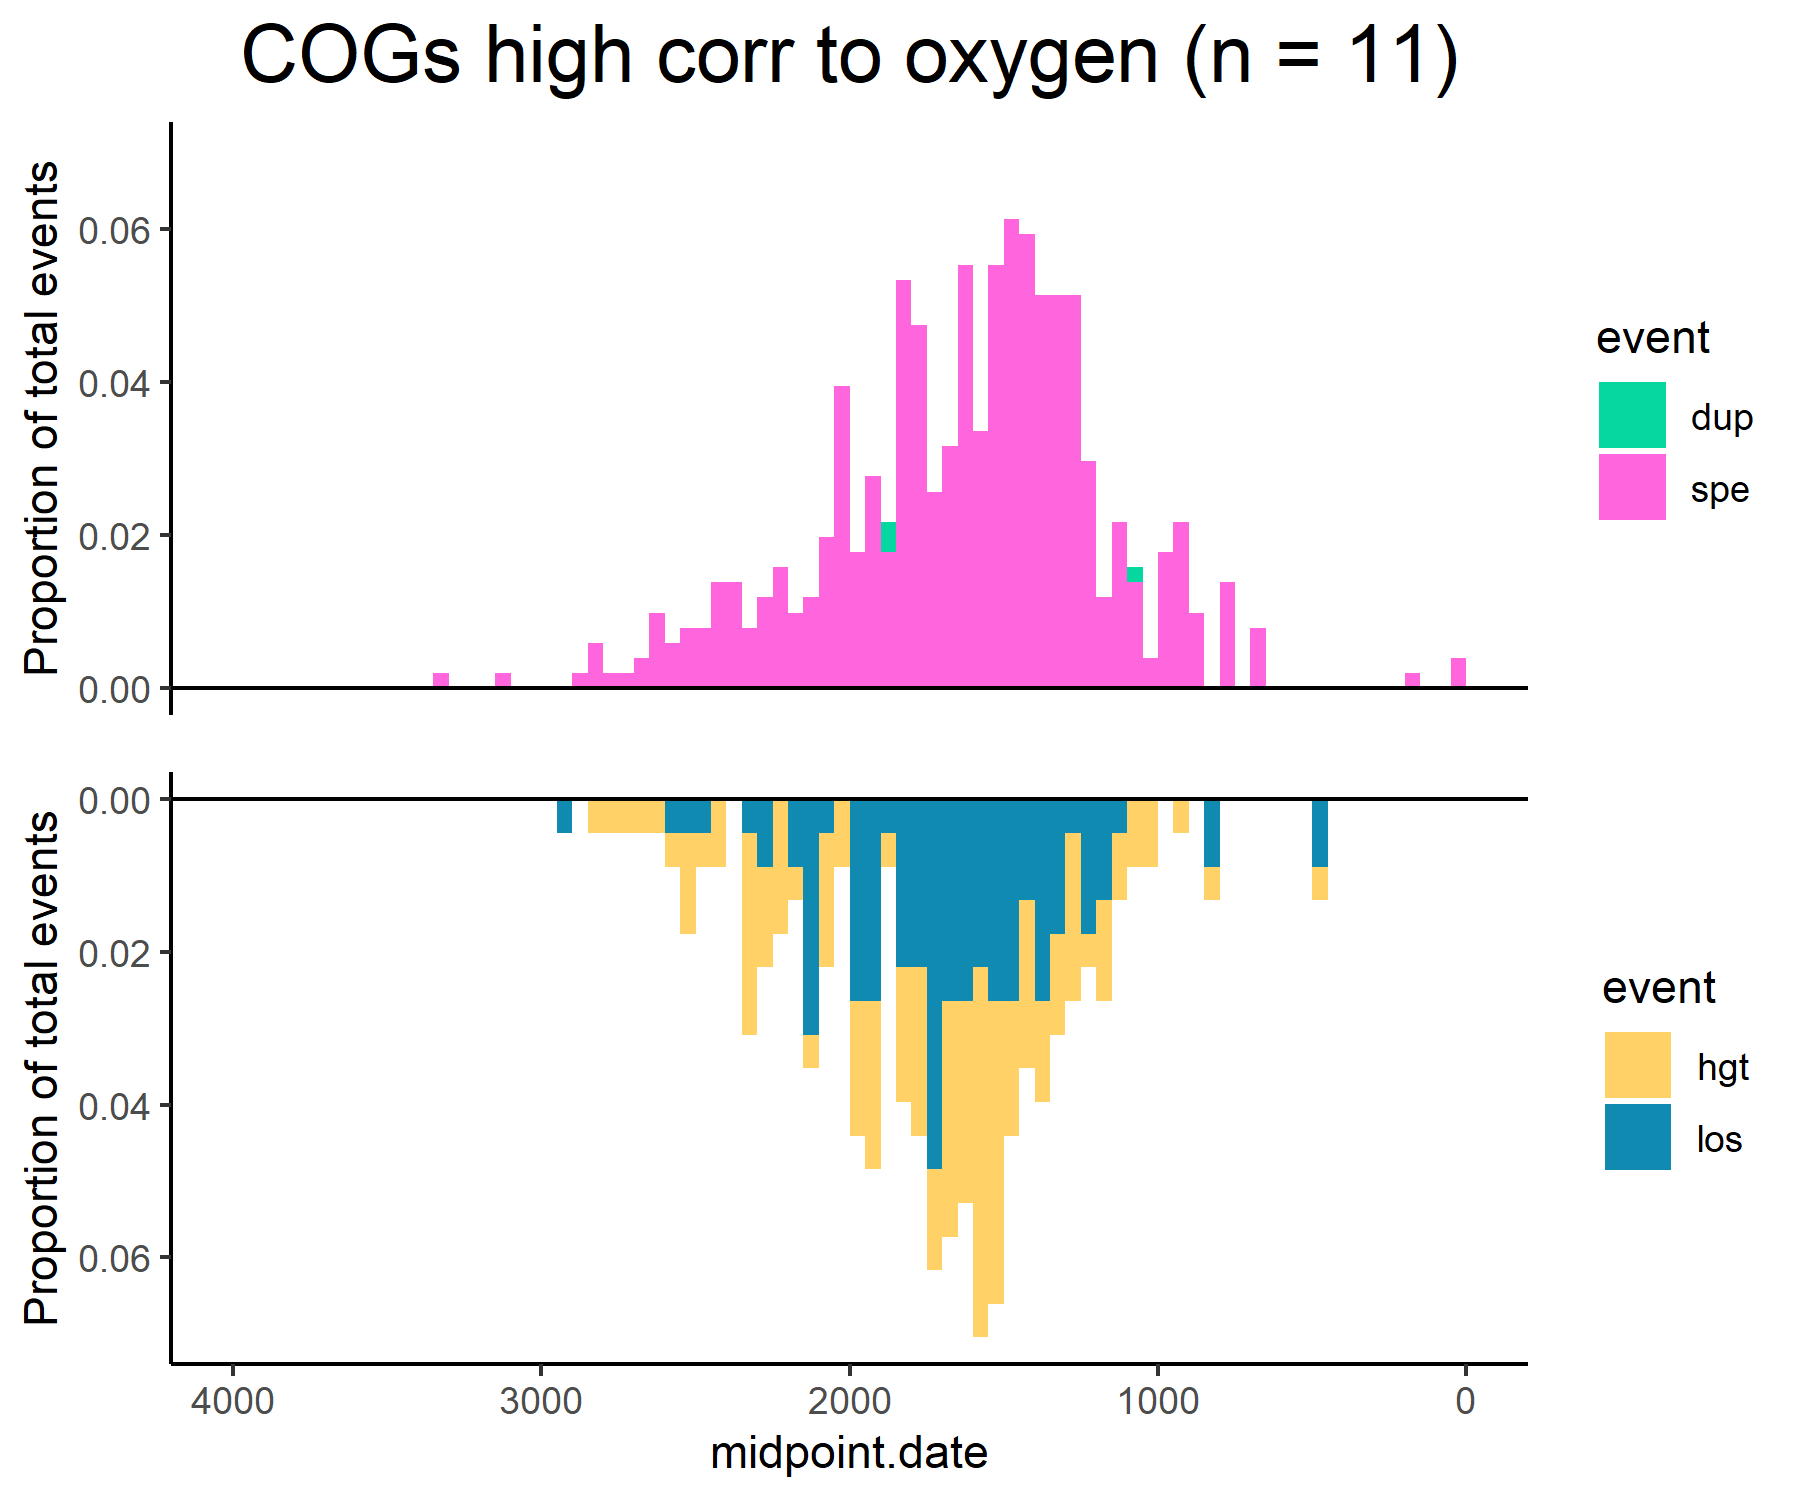 COGs high corr to oxygen (n = 11)
Proportion of total events
0.06
0.04
0.02
0.00
event
dup
spe
Proportion of total events
0.00
0.02
0.04
0.06
event
hgt
los
4000 3000 2000 1000 0
midpoint.date